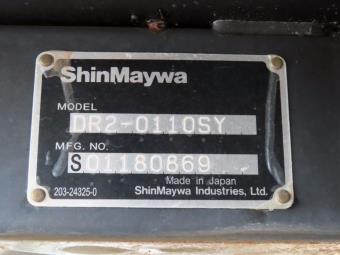 ShinMaywa
MODEL
DR2-0110SY
MFG. NO.
S01180869
Made in Japan
203-24325-0 ShinMaywa Industries, Ltd.